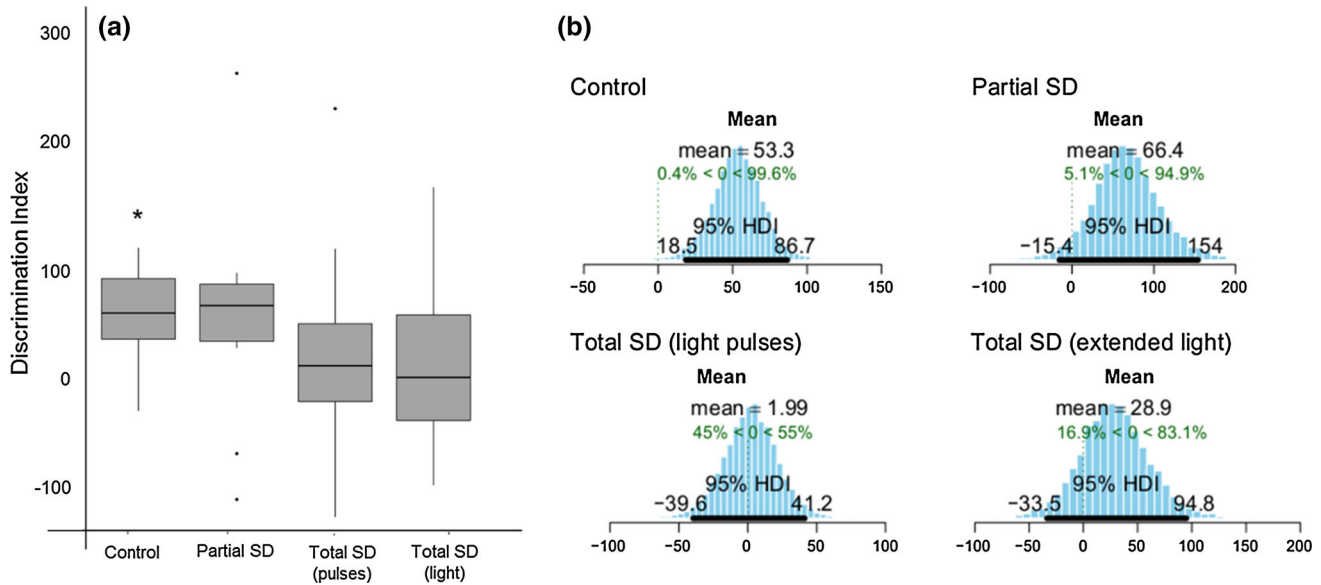 (a)
Discrimination Index
300
200
100
0
-100
*
Control
Partial SD
Total SD
(pulses)
Total SD
(light)
(b)
Control
Mean
mean = 53.3
0.4% < 0 < 99.6%
95% HDI
18.5
86.7
−50
0
50
100
150
Partial SD
Mean
mean = 66.4
5.1% < 0 < 94.9%
95% HDI
−15.4
154
−100
0
100
200
Total SD (light pulses)
Mean
mean = 1.99
45% < 0 < 55%
95% HDI
−39.6
41.2
−100
−50
0
50
100
Total SD (extended light)
Mean
mean = 28.9
16.9% < 0 < 83.1%
95% HDI
−33.5
94.8
−100
−50
0
50
100
150
200